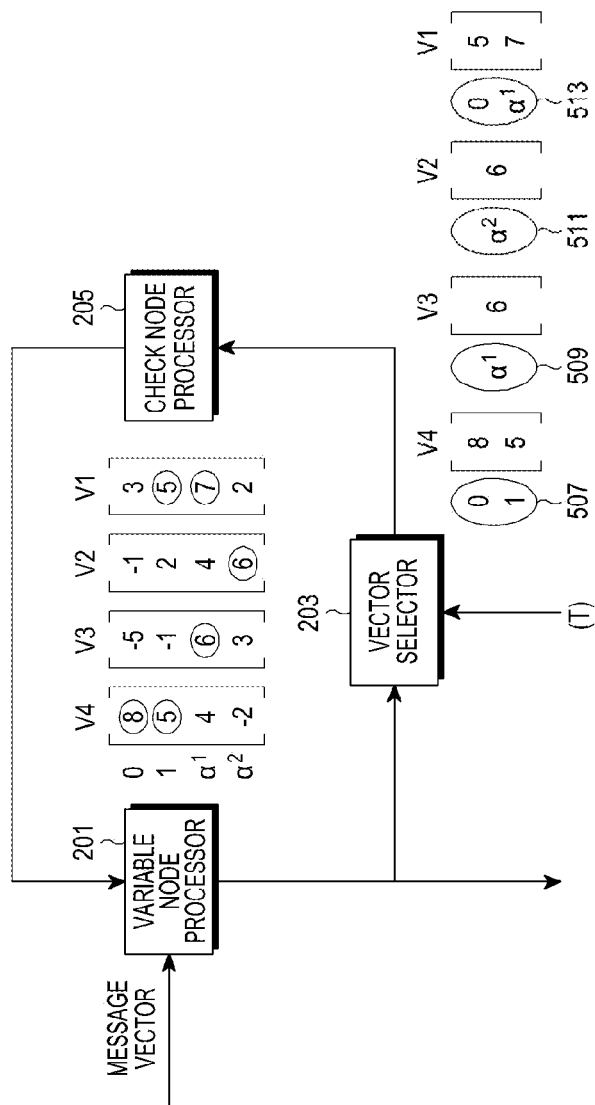 MESSAGE
VECTOR
201
VARIABLE
NODE
PROCESSOR
V4 V3 V2 V1
0 8 -5 -1 3
1 5 -1 2 5
α¹ 4 6 4 7
α² -2 3 6 2
205
CHECK NODE
PROCESSOR
203
VECTOR
SELECTOR
(T)
V4
0 8
1 5
507
V3
α¹ 6
509
V2
α² 6
511
V1
0 5
α¹ 7
513